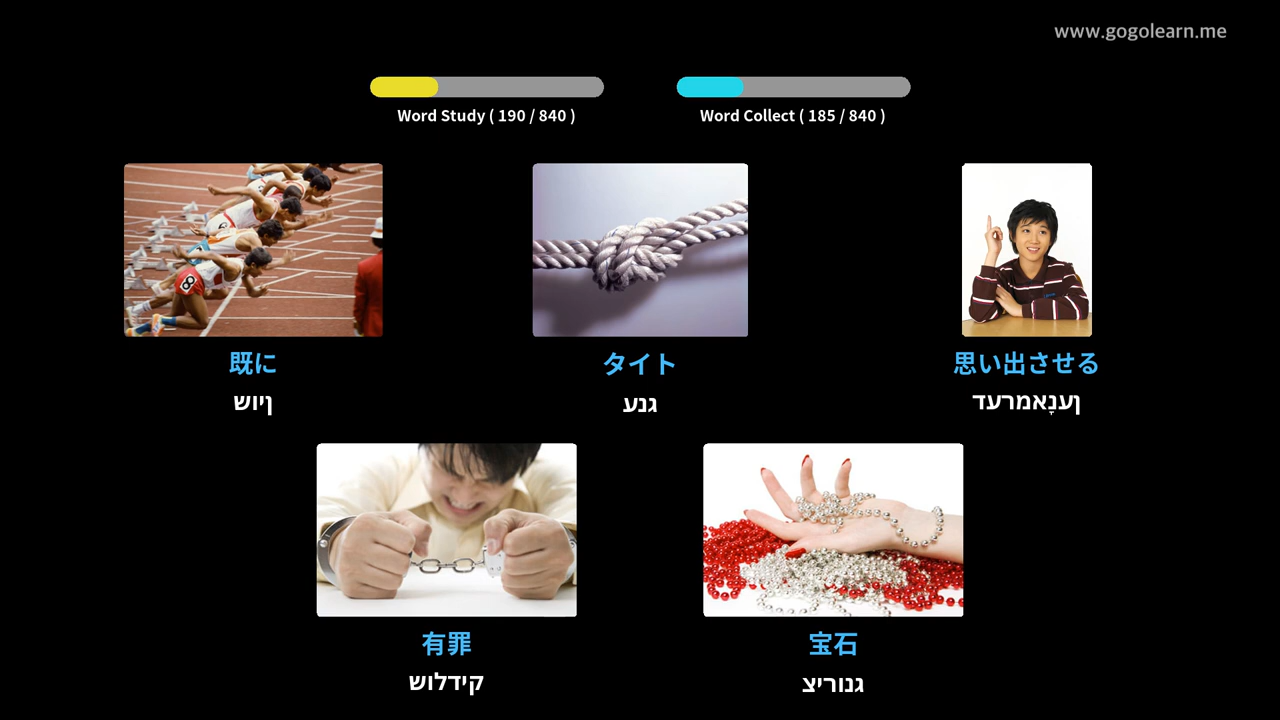 www.gogolearn.me
Word Study ( 190 / 840 )
Word Collect ( 185 / 840 )
既に
שוין
タイト
ענג
思い出させる
דערמאָנען
有罪
שולדיק
宝石
צירונג